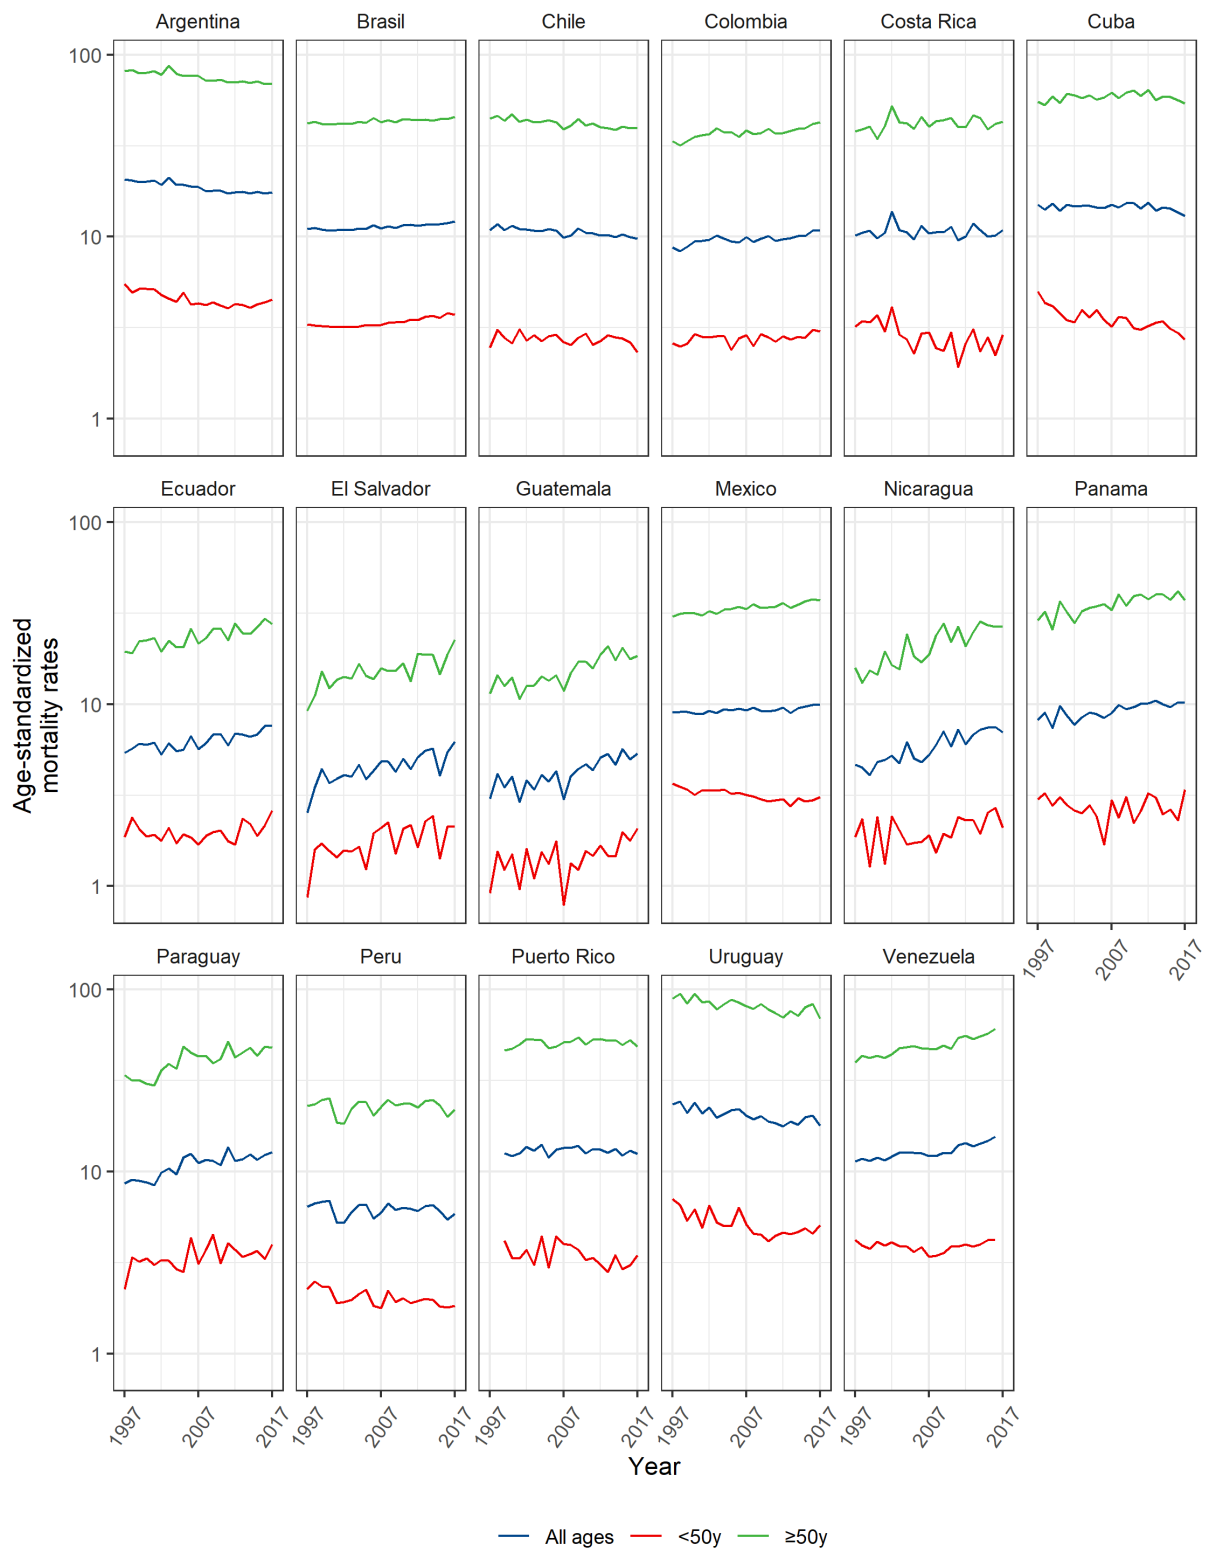 Argentina Brasil Chile Colombia Costa Rica Cuba
100
10
1
Ecuador El Salvador Guatemala Mexico Nicaragua Panama
100
10
1
Age-standardized
mortality rates
1997 2007 2017
Paraguay Peru Puerto Rico Uruguay Venezuela
100
10
1
1997 2007 2017 1997 2007 2017 1997 2007 2017 1997 2007 2017 1997 2007 2017
Year
All ages <50y ≥50y